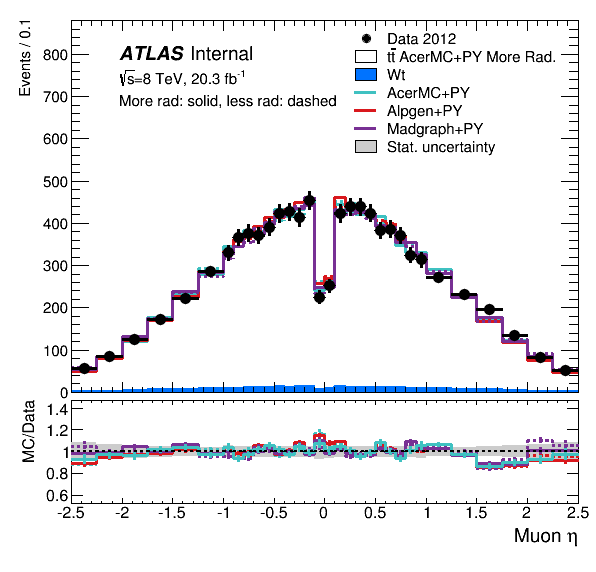 Events / 0.1
800
700
600
500
400
300
200
100
0
ATLAS Internal
√s=8 TeV, 20.3 fb⁻¹
More rad: solid, less rad: dashed
Data 2012
tt̄ AcerMC+PY More Rad.
Wt
AcerMC+PY
Alpgen+PY
Madgraph+PY
Stat. uncertainty
MC/Data
1.4
1.2
1
0.8
0.6
-2.5 -2 -1.5 -1 -0.5 0 0.5 1 1.5 2 2.5
Muon η